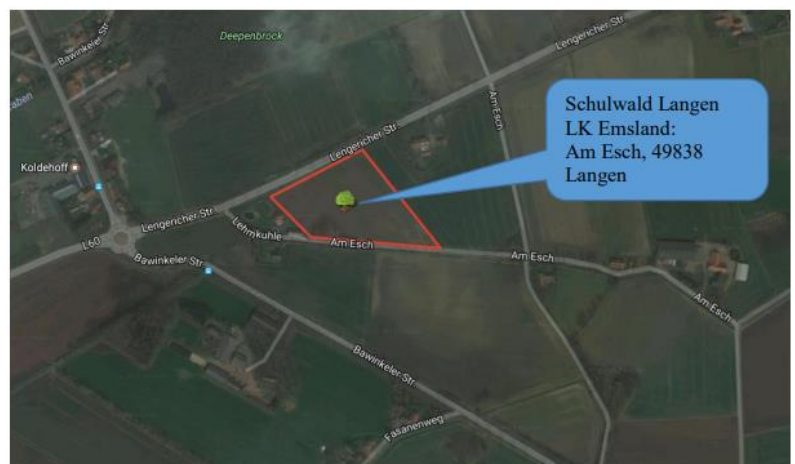 Bawinkeler Str
Deepenbrock
Lengericher Str
Am Esch
Schulwald Langen
LK Emsland:
Am Esch, 49838
Langen
Lengericher Str
Koldehoff
Lengericher Str
Lehmkuhle
L60
Am Esch
Am Esch
Bawinkeler Str
Am Esch
Bawinkeler Str
Fasanenweg